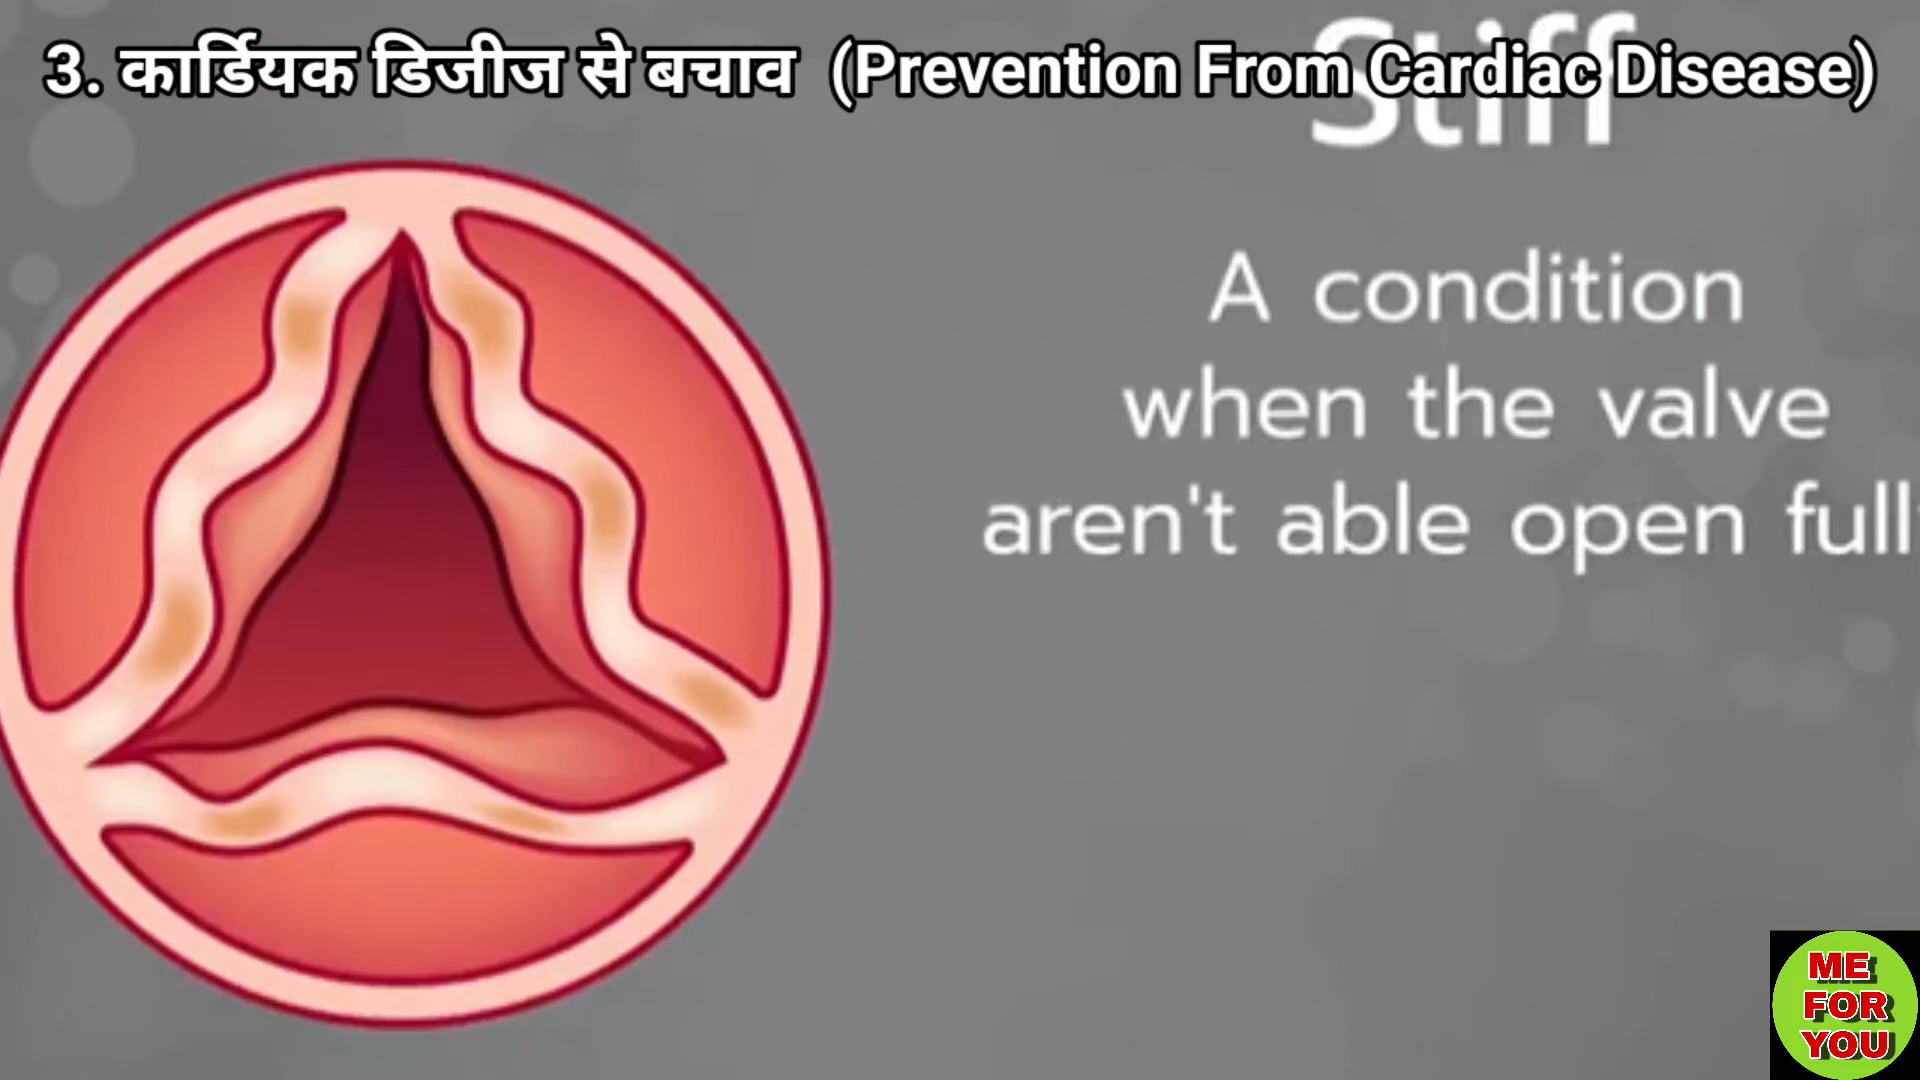 3. कार्डियक डिजीज से बचाव (Prevention From Cardiac Disease)
Stiff
A condition
when the valve
aren't able open full
ME
FOR
YOU